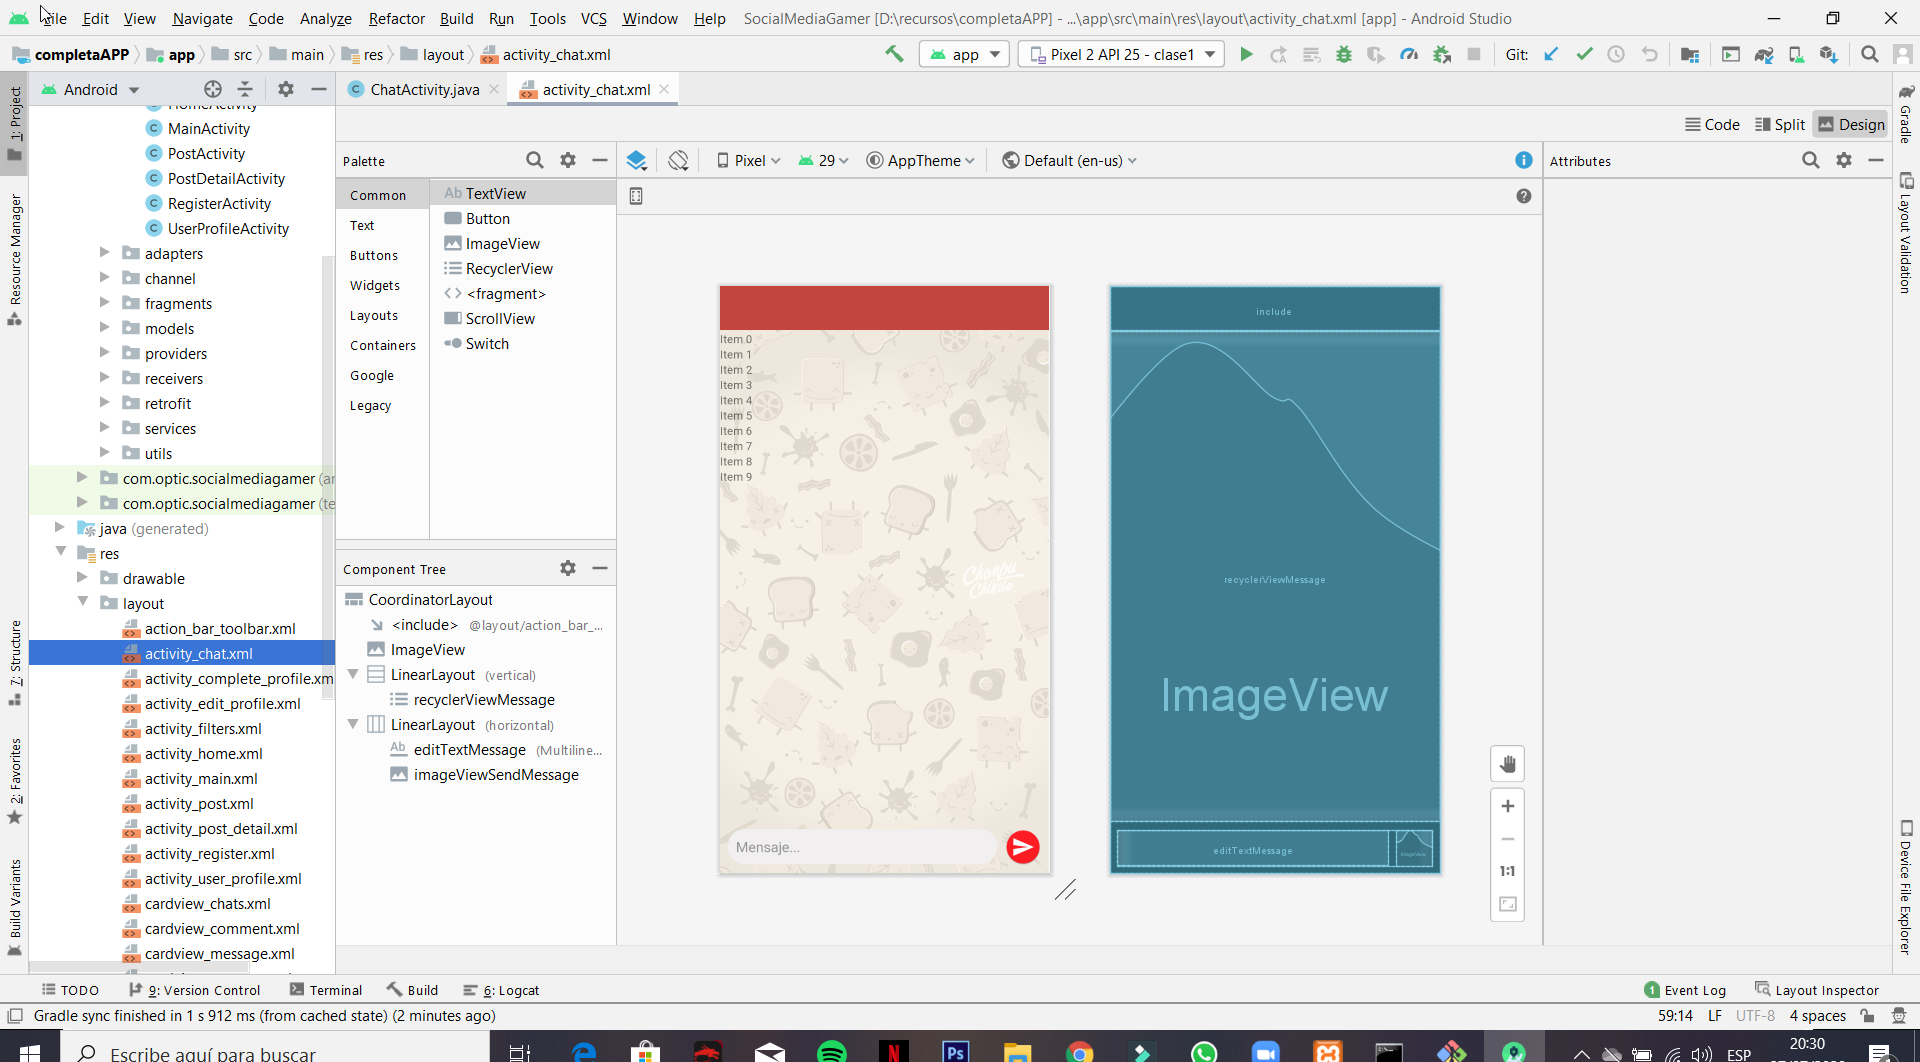 File Edit View Navigate Code Analyze Refactor Build Run Tools VCS Window Help SocialMediaGamer [D:\recursos\completaAPP] - ...\app\src\main\res\layout\activity_chat.xml [app] - Android Studio
completaAPP app src main res layout activity_chat.xml app Pixel 2 API 25 - clase1 Git:
Android ChatActivity.java activity_chat.xml
Code Split Design
1: Project
Resource Manager
7: Structure
2: Favorites
Build Variants
HomeActivity
MainActivity
PostActivity
PostDetailActivity
RegisterActivity
UserProfileActivity
adapters
channel
fragments
models
providers
receivers
retrofit
services
utils
com.optic.socialmediagamer (ar
com.optic.socialmediagamer (te
java (generated)
res
drawable
layout
action_bar_toolbar.xml
activity_chat.xml
activity_complete_profile.xm
activity_edit_profile.xml
activity_filters.xml
activity_home.xml
activity_main.xml
activity_post.xml
activity_post_detail.xml
activity_register.xml
activity_user_profile.xml
cardview_chats.xml
cardview_comment.xml
cardview_message.xml
Palette
Common
Text
Buttons
Widgets
Layouts
Containers
Google
Legacy
Ab TextView
Button
ImageView
RecyclerView
<> <fragment>
ScrollView
Switch
Component Tree
CoordinatorLayout
<include> @layout/action_bar_...
ImageView
LinearLayout (vertical)
recyclerViewMessage
LinearLayout (horizontal)
Ab editTextMessage (Multiline...
imageViewSendMessage
Pixel 29 AppTheme Default (en-us)
Item 0
Item 1
Item 2
Item 3
Item 4
Item 5
Item 6
Item 7
Item 8
Item 9
Mensaje...
include
recyclerViewMessage
ImageView
editTextMessage
ImageView
1:1
Attributes
Gradle
Layout Validation
Device File Explorer
TODO 9: Version Control Terminal Build 6: Logcat 1 Event Log Layout Inspector
Gradle sync finished in 1 s 912 ms (from cached state) (2 minutes ago) 59:14 LF UTF-8 4 spaces
Escribe aquí para buscar Ps ESP 20:30